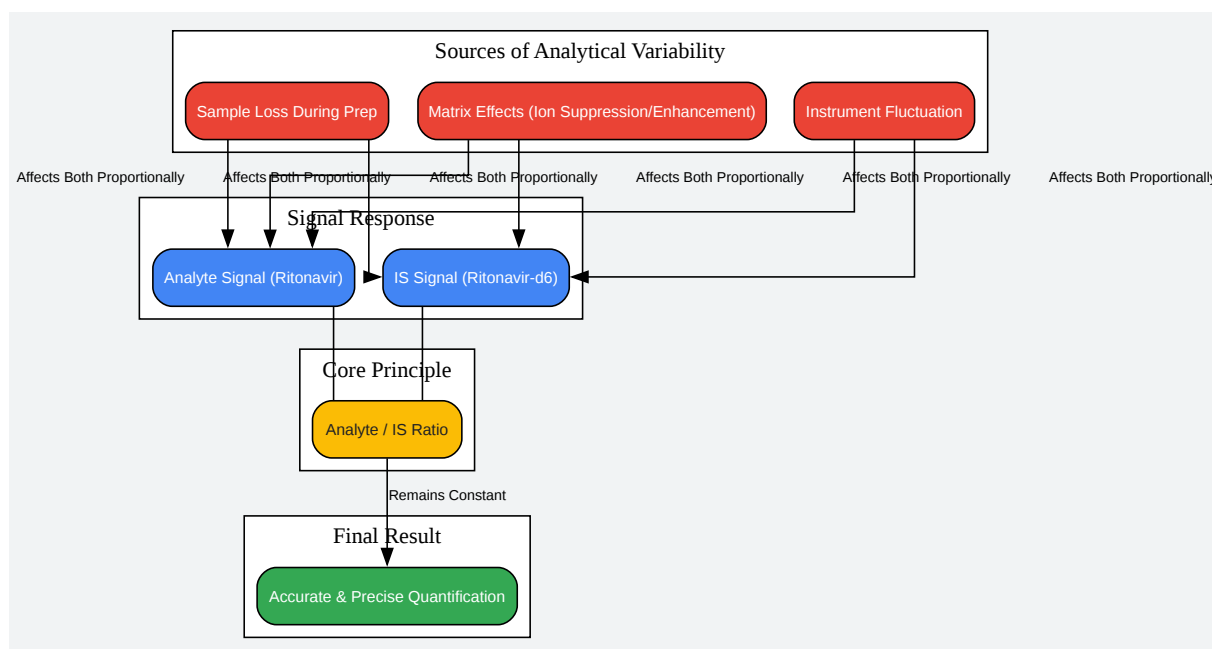 Sources of Analytical Variability
Sample Loss During Prep
Matrix Effects (Ion Suppression/Enhancement)
Instrument Fluctuation
Affects Both Proportionally
Affects Both Proportionally
Affects Both Proportionally
Affects Both Proportionally
Affects Both Proportionally
Affects Both Proportionally
Signal Response
Analyte Signal (Ritonavir)
IS Signal (Ritonavir-d6)
Core Principle
Analyte / IS Ratio
Remains Constant
Final Result
Accurate & Precise Quantification